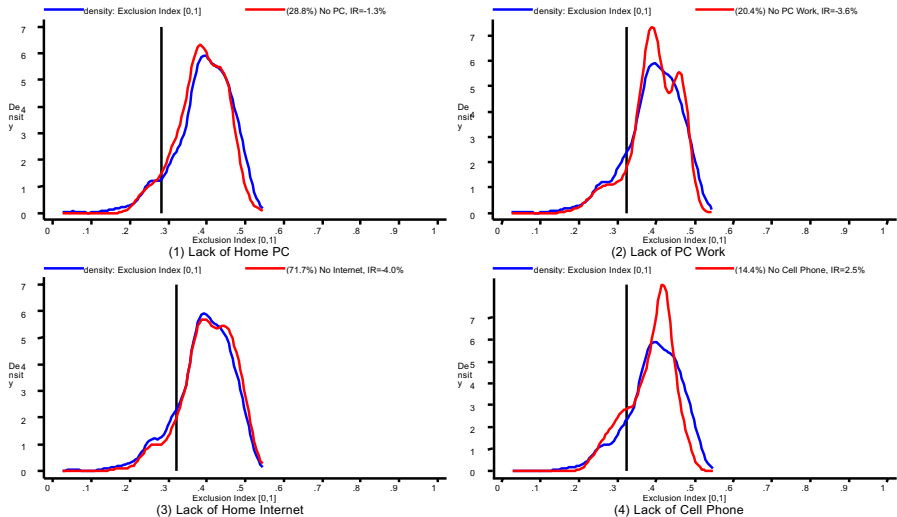 density: Exclusion Index [0,1] (28.8%) No PC, IR=-1.3%
7
6
5
De4
nsit
y
3
2
1
0
0 .1 .2 .3 .4 .5 .6 .7 .8 .9 1
Exclusion Index [0,1]
(1) Lack of Home PC
density: Exclusion Index [0,1] (20.4%) No PC Work, IR=-3.6%
7
6
5
De4
nsit
y
3
2
1
0
0 .1 .2 .3 .4 .5 .6 .7 .8 .9 1
Exclusion Index [0,1]
(2) Lack of PC Work
density: Exclusion Index [0,1] (71.7%) No Internet, IR=-4.0%
7
6
5
De4
nsit
y
3
2
1
0
0 .1 .2 .3 .4 .5 .6 .7 .8 .9 1
Exclusion Index [0,1]
(3) Lack of Home Internet
density: Exclusion Index [0,1] (14.4%) No Cell Phone, IR=2.5%
7
6
De5
nsit
y
4
3
2
1
0
0 .1 .2 .3 .4 .5 .6 .7 .8 .9 1
Exclusion Index [0,1]
(4) Lack of Cell Phone